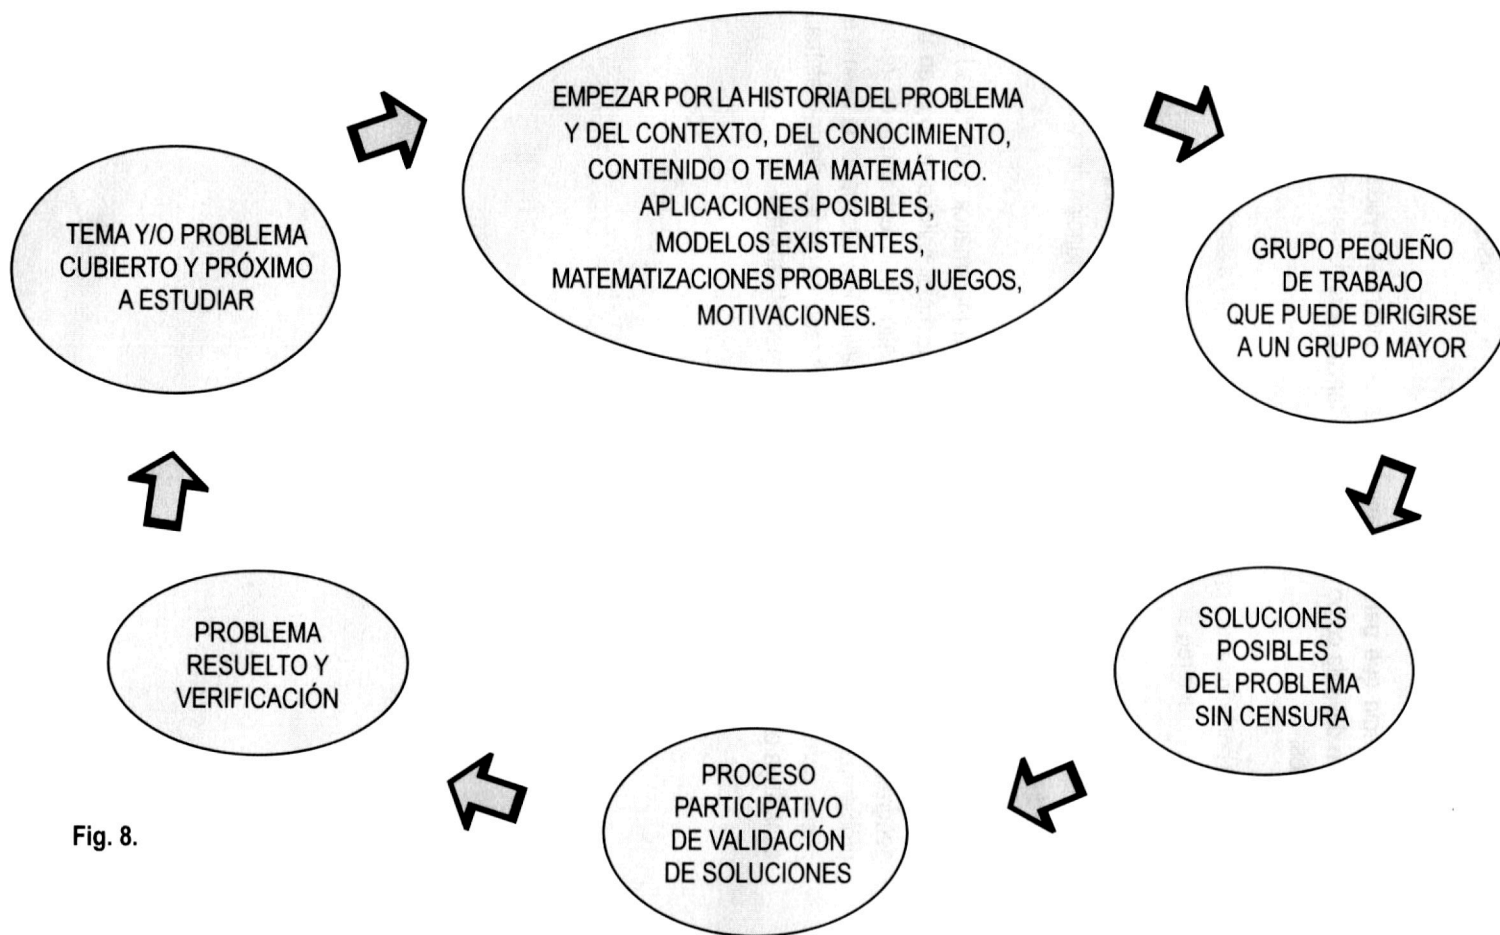 EMPEZAR POR LA HISTORIA DEL PROBLEMA
Y DEL CONTEXTO, DEL CONOCIMIENTO,
CONTENIDO O TEMA MATEMÁTICO.
APLICACIONES POSIBLES,
MODELOS EXISTENTES,
MATEMATIZACIONES PROBABLES, JUEGOS,
MOTIVACIONES.
GRUPO PEQUEÑO
DE TRABAJO
QUE PUEDE DIRIGIRSE
A UN GRUPO MAYOR
SOLUCIONES
POSIBLES
DEL PROBLEMA
SIN CENSURA
PROCESO
PARTICIPATIVO
DE VALIDACIÓN
DE SOLUCIONES
PROBLEMA
RESUELTO Y
VERIFICACIÓN
TEMA Y/O PROBLEMA
CUBIERTO Y PRÓXIMO
A ESTUDIAR
Fig. 8.